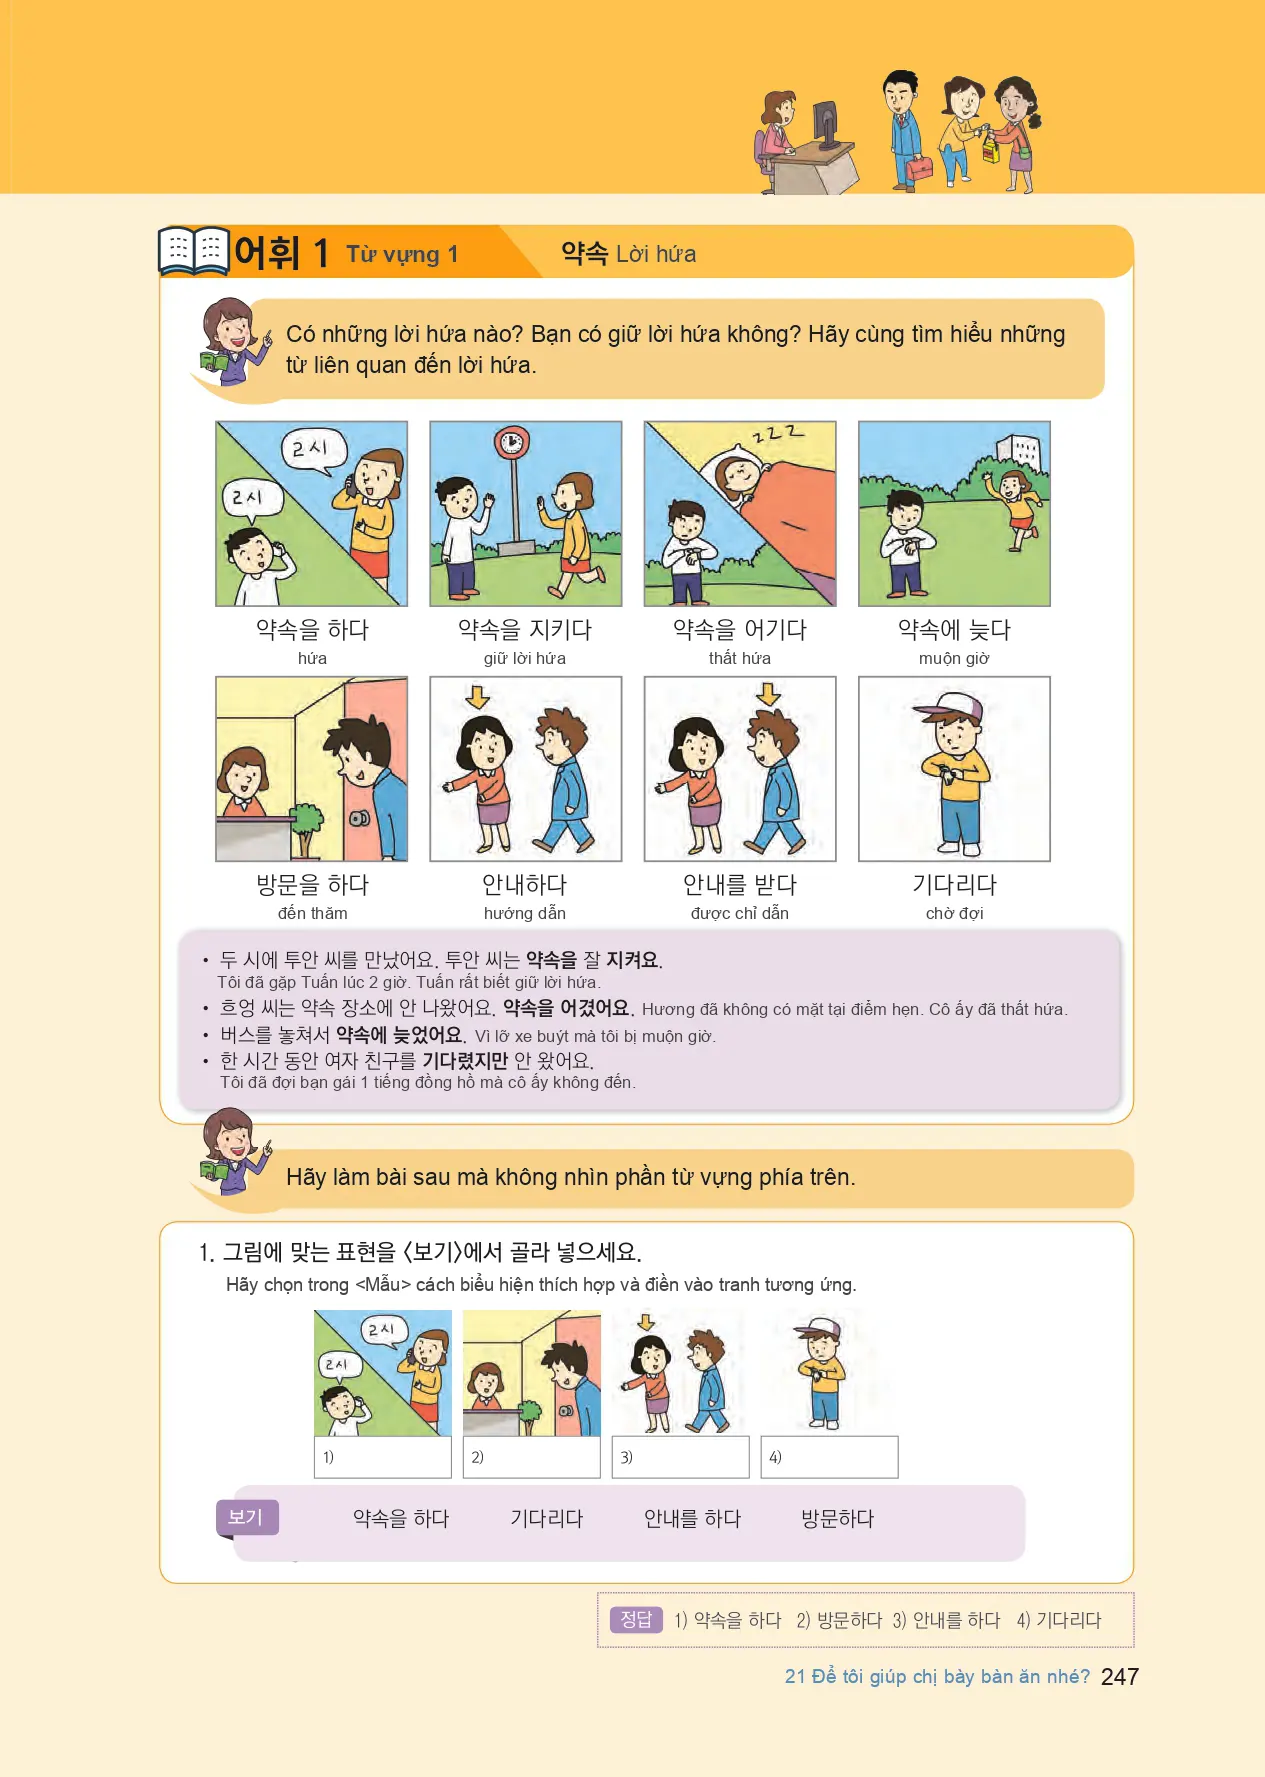 어휘 1 Từ vựng 1 약속 Lời hứa
Có những lời hứa nào? Bạn có giữ lời hứa không? Hãy cùng tìm hiểu những
từ liên quan đến lời hứa.
2시
2시
z z z
약속을 하다 약속을 지키다 약속을 어기다 약속에 늦다
hứa giữ lời hứa thất hứa muộn giờ
방문을 하다 안내하다 안내를 받다 기다리다
đến thăm hướng dẫn được chỉ dẫn chờ đợi
• 두 시에 투안 씨를 만났어요. 투안 씨는 약속을 잘 지켜요.
Tôi đã gặp Tuấn lúc 2 giờ. Tuấn rất biết giữ lời hứa.
• 흐엉 씨는 약속 장소에 안 나왔어요. 약속을 어겼어요. Hương đã không có mặt tại điểm hẹn. Cô ấy đã thất hứa.
• 버스를 놓쳐서 약속에 늦었어요. Vì lỡ xe buýt mà tôi bị muộn giờ.
• 한 시간 동안 여자 친구를 기다렸지만 안 왔어요.
Tôi đã đợi bạn gái 1 tiếng đồng hồ mà cô ấy không đến.
Hãy làm bài sau mà không nhìn phần từ vựng phía trên.
1. 그림에 맞는 표현을 〈보기〉에서 골라 넣으세요.
Hãy chọn trong <Mẫu> cách biểu hiện thích hợp và điền vào tranh tương ứng.
2시
2시
1) 2) 3) 4)
보기 약속을 하다 기다리다 안내를 하다 방문하다
정답 1) 약속을 하다 2) 방문하다 3) 안내를 하다 4) 기다리다
21 Để tôi giúp chị bày bàn ăn nhé? 247